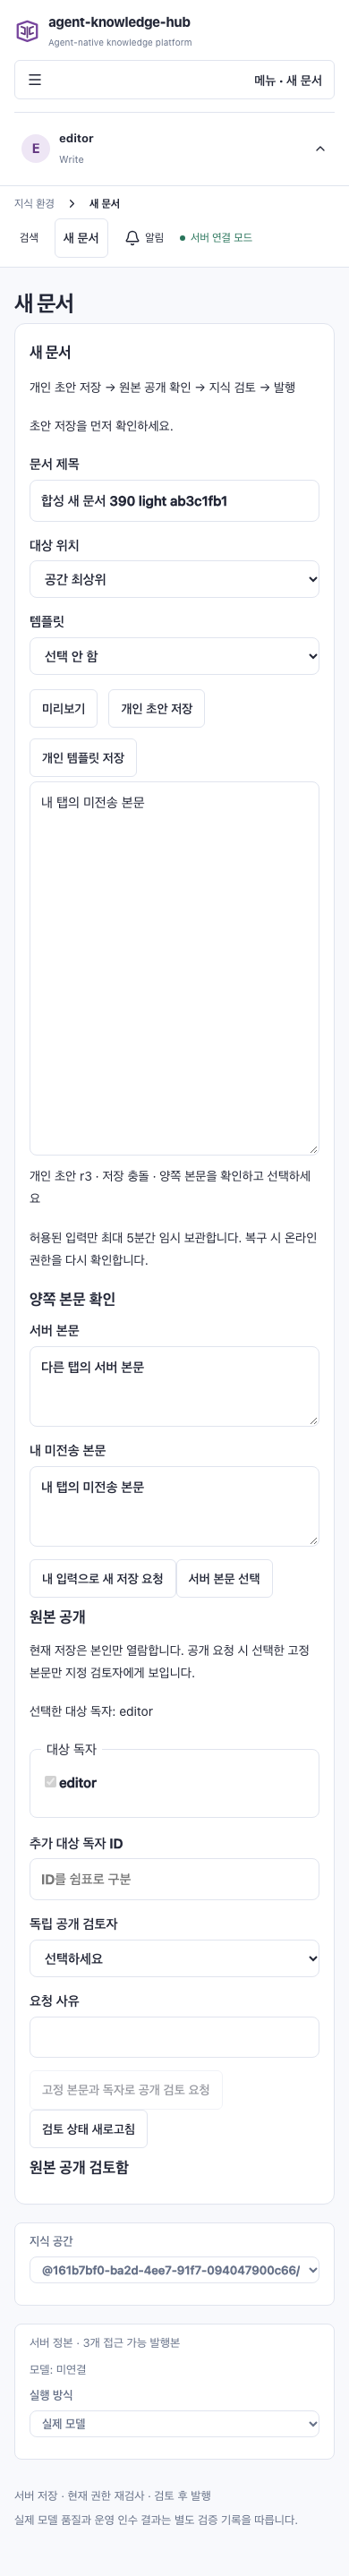 agent-knowledge-hub
Agent-native knowledge platform
메뉴 · 새 문서
E
editor
Write
지식 환경 > 새 문서
검색 새 문서 알림 서버 연결 모드
새 문서
새 문서
개인 초안 저장 → 원본 공개 확인 → 지식 검토 → 발행
초안 저장을 먼저 확인하세요.
문서 제목
합성 새 문서 390 light ab3c1fb1
대상 위치
공간 최상위
템플릿
선택 안 함
미리보기 개인 초안 저장
개인 템플릿 저장
내 탭의 미전송 본문
개인 초안 r3 · 저장 충돌 · 양쪽 본문을 확인하고 선택하세
요
허용된 입력만 최대 5분간 임시 보관합니다. 복구 시 온라인
권한을 다시 확인합니다.
양쪽 본문 확인
서버 본문
다른 탭의 서버 본문
내 미전송 본문
내 탭의 미전송 본문
내 입력으로 새 저장 요청 서버 본문 선택
원본 공개
현재 저장은 본인만 열람합니다. 공개 요청 시 선택한 고정
본문만 지정 검토자에게 보입니다.
선택한 대상 독자: editor
대상 독자
editor
추가 대상 독자 ID
ID를 쉼표로 구분
독립 공개 검토자
선택하세요
요청 사유
고정 본문과 독자로 공개 검토 요청
검토 상태 새로고침
원본 공개 검토함
지식 공간
@161b7bf0-ba2d-4ee7-91f7-094047900c66/
서버 정본 · 3개 접근 가능 발행본
모델: 미연결
실행 방식
실제 모델
서버 저장 · 현재 권한 재검사 · 검토 후 발행
실제 모델 품질과 운영 인수 결과는 별도 검증 기록을 따릅니다.